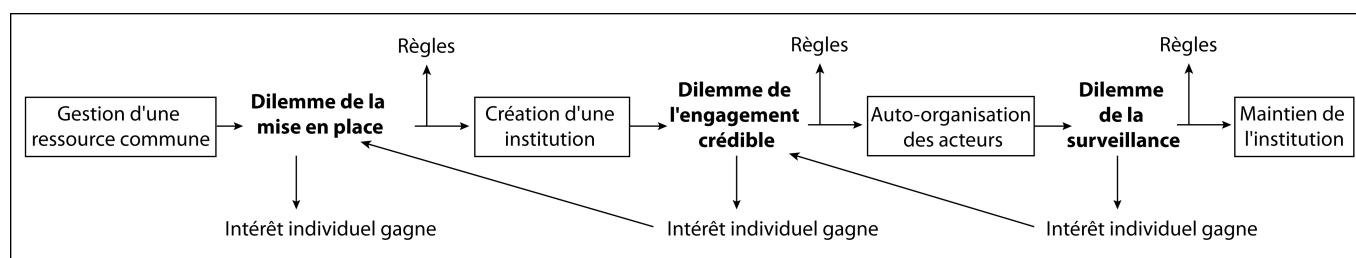 Règles
Règles
Règles
Gestion d'une
ressource commune
Dilemme de la
mise en place
Création d'une
institution
Dilemme de
l'engagement
crédible
Auto-organisation
des acteurs
Dilemme
de la
surveillance
Maintien de
l'institution
Intérêt individuel gagne
Intérêt individuel gagne
Intérêt individuel gagne